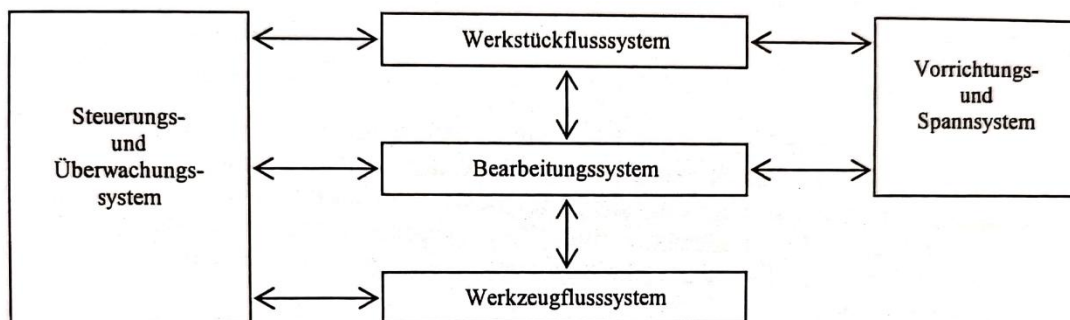 Steuerungs-
und
Überwachungs-
system
Werkstückflusssystem
Bearbeitungssystem
Werkzeugflusssystem
Vorrichtungs-
und
Spannsystem